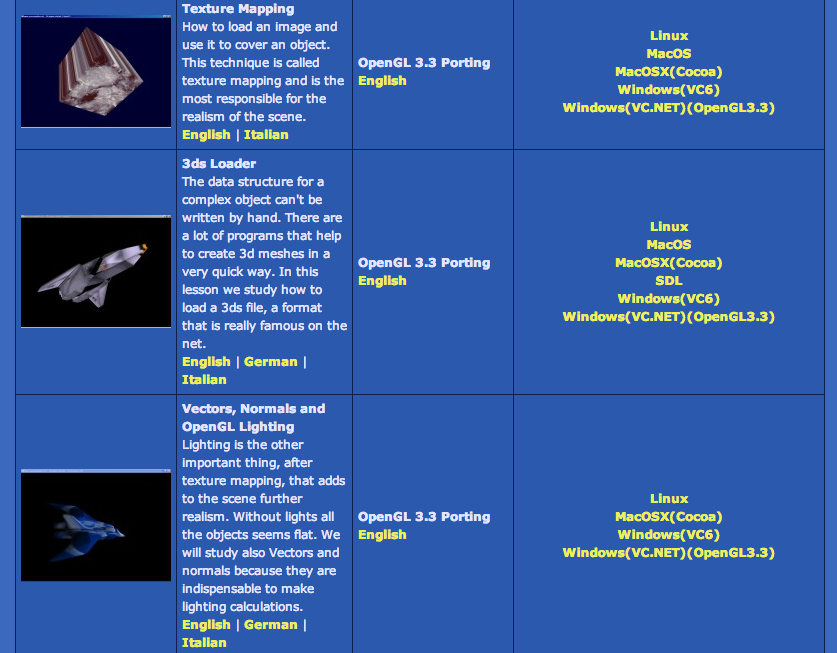 Texture Mapping
How to load an image and
use it to cover an object.
This technique is called
texture mapping and is the
most responsible for the
realism of the scene.
English | Italian
OpenGL 3.3 Porting
English
Linux
MacOS
MacOSX(Cocoa)
Windows(VC6)
Windows(VC.NET)(OpenGL3.3)
3ds Loader
The data structure for a
complex object can't be
written by hand. There are
a lot of programs that help
to create 3d meshes in a
very quick way. In this
lesson we study how to
load a 3ds file, a format
that is really famous on the
net.
English | German |
Italian
OpenGL 3.3 Porting
English
Linux
MacOS
MacOSX(Cocoa)
SDL
Windows(VC6)
Windows(VC.NET)(OpenGL3.3)
Vectors, Normals and
OpenGL Lighting
Lighting is the other
important thing, after
texture mapping, that adds
to the scene further
realism. Without lights all
the objects seems flat. We
will study also Vectors and
normals because they are
indispensable to make
lighting calculations.
English | German |
Italian
OpenGL 3.3 Porting
English
Linux
MacOSX(Cocoa)
Windows(VC6)
Windows(VC.NET)(OpenGL3.3)